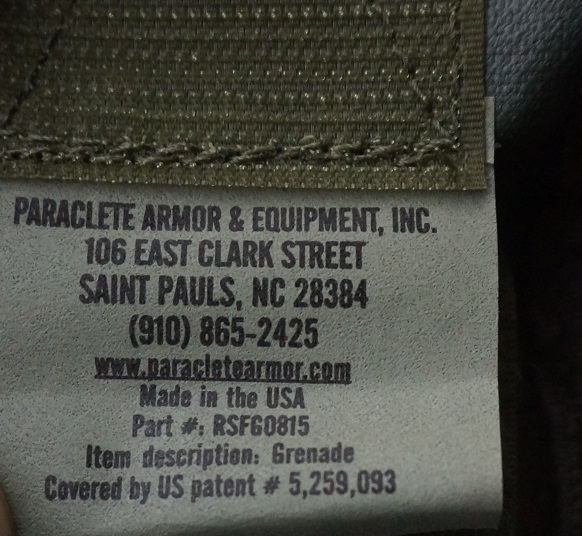 PARACLETE ARMOR & EQUIPMENT, INC.
106 EAST CLARK STREET
SAINT PAULS, NC 28384
(910) 865-2425
www.paracletearmor.com
Made in the USA
Part #: RSFG0815
Item description: Grenade
Covered by US patent # 5,259,093